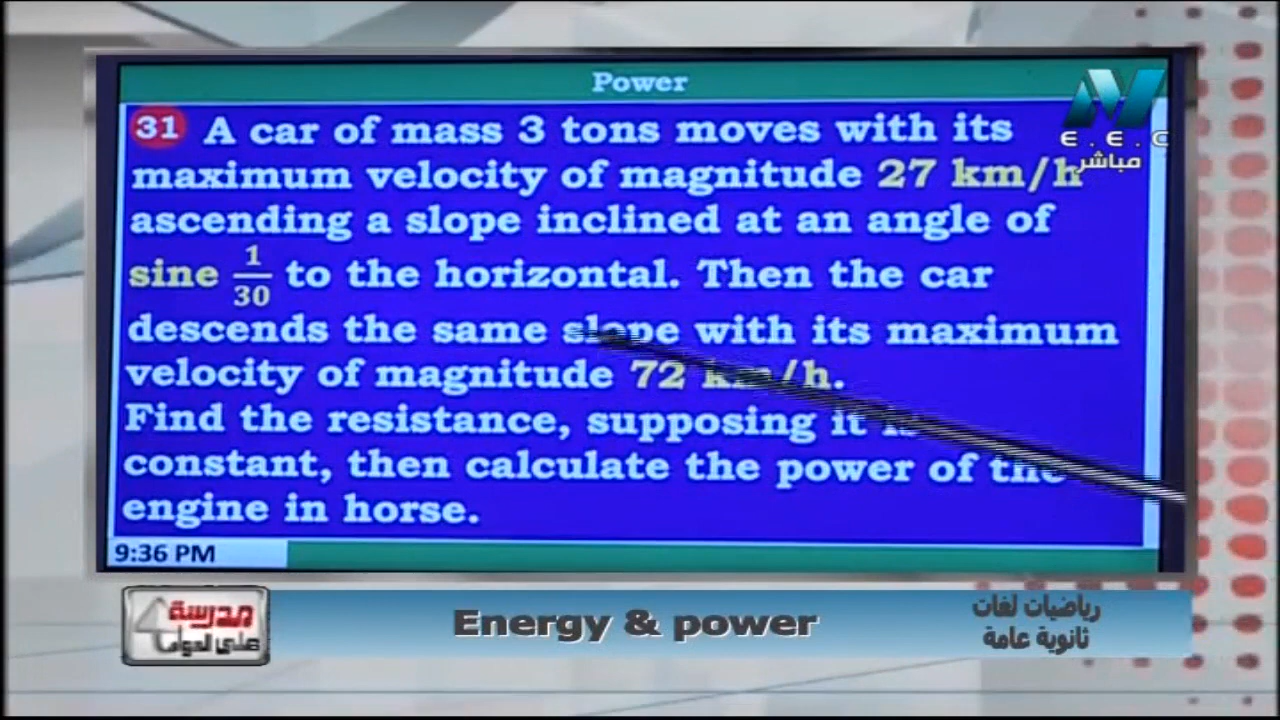 Power
31 A car of mass 3 tons moves with its
maximum velocity of magnitude 27 km/h
ascending a slope inclined at an angle of
sine 1/30 to the horizontal. Then the car
descends the same slope with its maximum
velocity of magnitude 72 km/h.
Find the resistance, supposing it is
constant, then calculate the power of the
engine in horse.
9:36 PM
E.E.C
مباشر
مدرسة
على الهواء
Energy & power
رياضيات لغات
ثانوية عامة